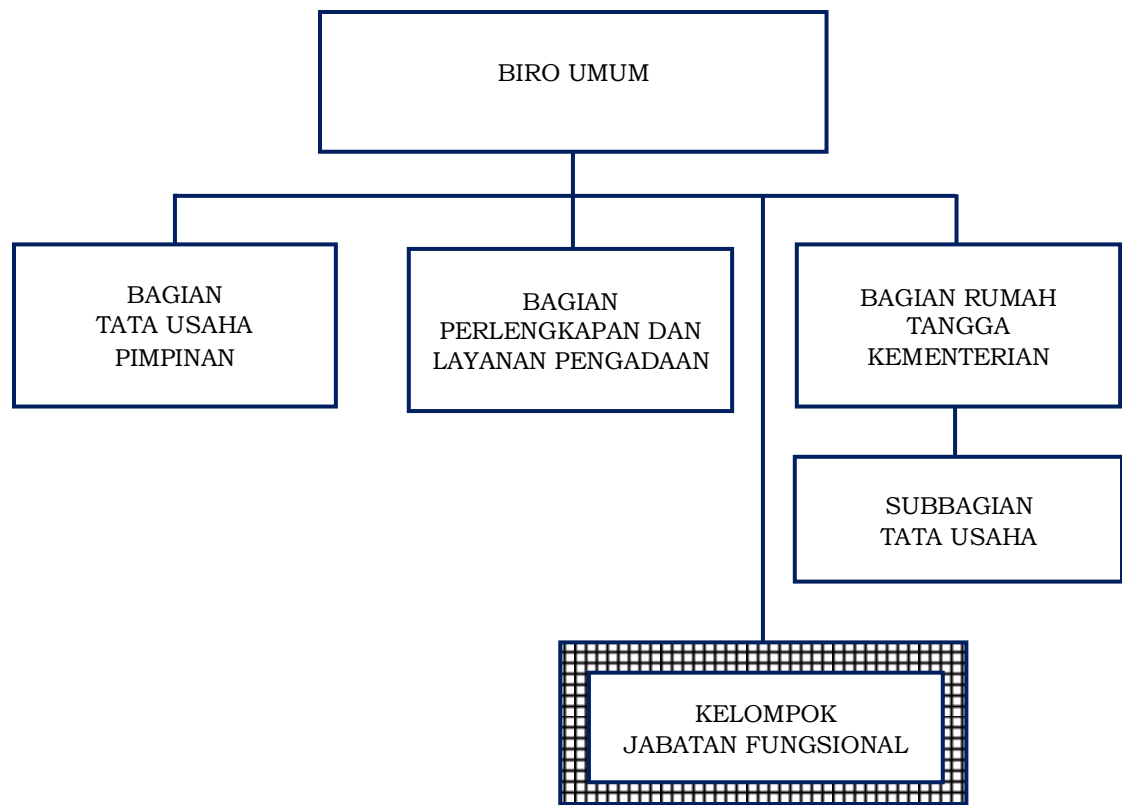 BIRO UMUM
BAGIAN
TATA USAHA
PIMPINAN
BAGIAN
PERLENGKAPAN DAN
LAYANAN PENGADAAN
BAGIAN RUMAH
TANGGA
KEMENTERIAN
SUBBAGIAN
TATA USAHA
KELOMPOK
JABATAN FUNGSIONAL